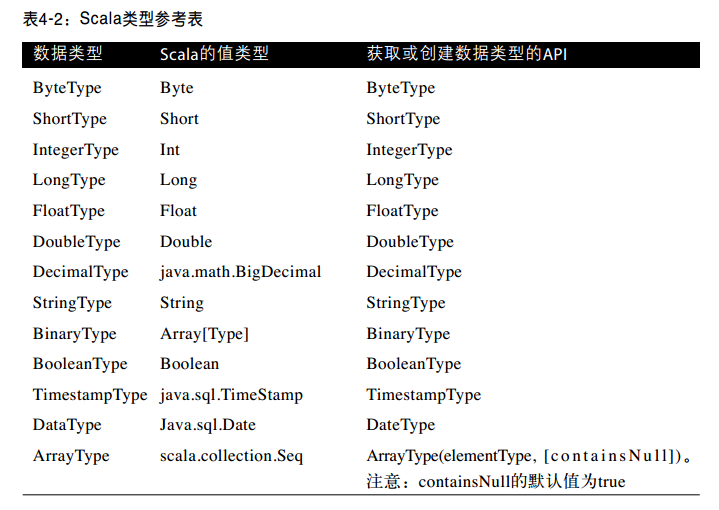 表4-2：Scala类型参考表
数据类型 Scala的值类型 获取或创建数据类型的API
ByteType Byte ByteType
ShortType Short ShortType
IntegerType Int IntegerType
LongType Long LongType
FloatType Float FloatType
DoubleType Double DoubleType
DecimalType java.math.BigDecimal DecimalType
StringType String StringType
BinaryType Array[Type] BinaryType
BooleanType Boolean BooleanType
TimestampType java.sql.TimeStamp TimestampType
DataType Java.sql.Date DateType
ArrayType scala.collection.Seq ArrayType(elementType, [containsNull])。
注意：containsNull的默认值为true